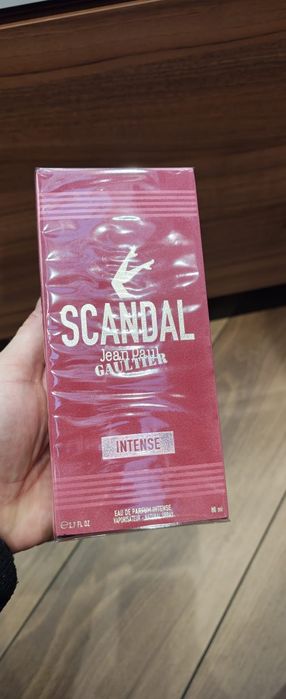 SCANDAL
Jean Paul
GAULTIER
INTENSE
EAU DE PARFUM INTENSE
℮ 2.7 FL OZ
VAPORISATEUR - NATURAL SPRAY
80 ml